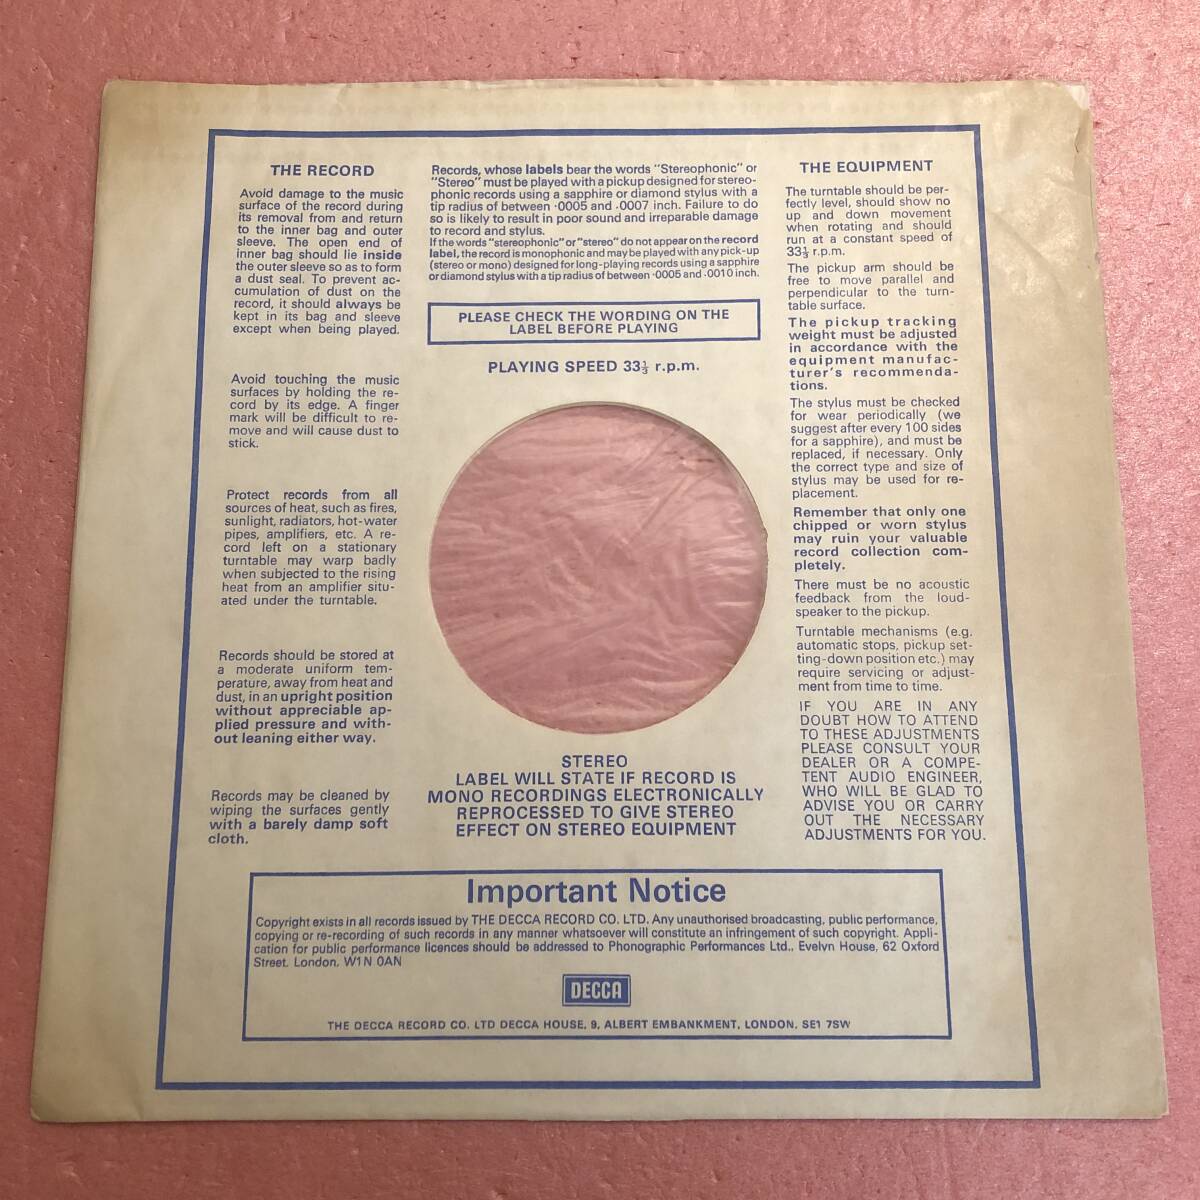 THE RECORD
Avoid damage to the music
surface of the record during
its removal from and return
to the inner bag and outer
sleeve. The open end of
inner bag should lie inside
the outer sleeve so as to form
a dust seal. To prevent ac-
cumulation of dust on the
record, it should always be
kept in its bag and sleeve
except when being played.
Avoid touching the music
surfaces by holding the re-
cord by its edge. A finger
mark will be difficult to re-
move and will cause dust to
stick.
Protect records from all
sources of heat, such as fires,
sunlight, radiators, hot-water
pipes, amplifiers, etc. A re-
cord left on a stationary
turntable may warp badly
when subjected to the rising
heat from an amplifier situ-
ated under the turntable.
Records should be stored at
a moderate uniform tem-
perature, away from heat and
dust, in an upright position
without appreciable ap-
plied pressure and with-
out leaning either way.
Records may be cleaned by
wiping the surfaces gently
with a barely damp soft
cloth.
Records, whose labels bear the words "Stereophonic" or
"Stereo" must be played with a pickup designed for stereo-
phonic records using a sapphire or diamond stylus with a
tip radius of between ·0005 and .0007 inch. Failure to do
so is likely to result in poor sound and irreparable damage
to record and stylus.
If the words "stereophonic" or "stereo" do not appear on the record
label, the record is monophonic and may be played with any pick-up
(stereo or mono) designed for long-playing records using a sapphire
or diamond stylus with a tip radius of between ·0005 and ·0010 inch.
PLEASE CHECK THE WORDING ON THE
LABEL BEFORE PLAYING
PLAYING SPEED 33⅓ r.p.m.
STEREO
LABEL WILL STATE IF RECORD IS
MONO RECORDINGS ELECTRONICALLY
REPROCESSED TO GIVE STEREO
EFFECT ON STEREO EQUIPMENT
THE EQUIPMENT
The turntable should be per-
fectly level, should show no
up and down movement
when rotating and should
run at a constant speed of
33⅓ r.p.m.
The pickup arm should be
free to move parallel and
perpendicular to the turn-
table surface.
The pickup tracking
weight must be adjusted
in accordance with the
equipment manufac-
turer's recommenda-
tions.
The stylus must be checked
for wear periodically (we
suggest after every 100 sides
for a sapphire), and must be
replaced, if necessary. Only
the correct type and size of
stylus may be used for re-
placement.
Remember that only one
chipped or worn stylus
may ruin your valuable
record collection com-
pletely.
There must be no acoustic
feedback from the loud-
speaker to the pickup.
Turntable mechanisms (e.g.
automatic stops, pickup set-
ting-down position etc.) may
require servicing or adjust-
ment from time to time.
IF YOU ARE IN ANY
DOUBT HOW TO ATTEND
TO THESE ADJUSTMENTS
PLEASE CONSULT YOUR
DEALER OR A COMPE-
TENT AUDIO ENGINEER,
WHO WILL BE GLAD TO
ADVISE YOU OR CARRY
OUT THE NECESSARY
ADJUSTMENTS FOR YOU.
Important Notice
Copyright exists in all records issued by THE DECCA RECORD CO. LTD. Any unauthorised broadcasting, public performance,
copying or re-recording of such records in any manner whatsoever will constitute an infringement of such copyright. Appli-
cation for public performance licences should be addressed to Phonographic Performances Ltd., Evelyn House, 62 Oxford
Street, London, W1N 0AN
DECCA
THE DECCA RECORD CO. LTD DECCA HOUSE, 9, ALBERT EMBANKMENT, LONDON, SE1 7SW